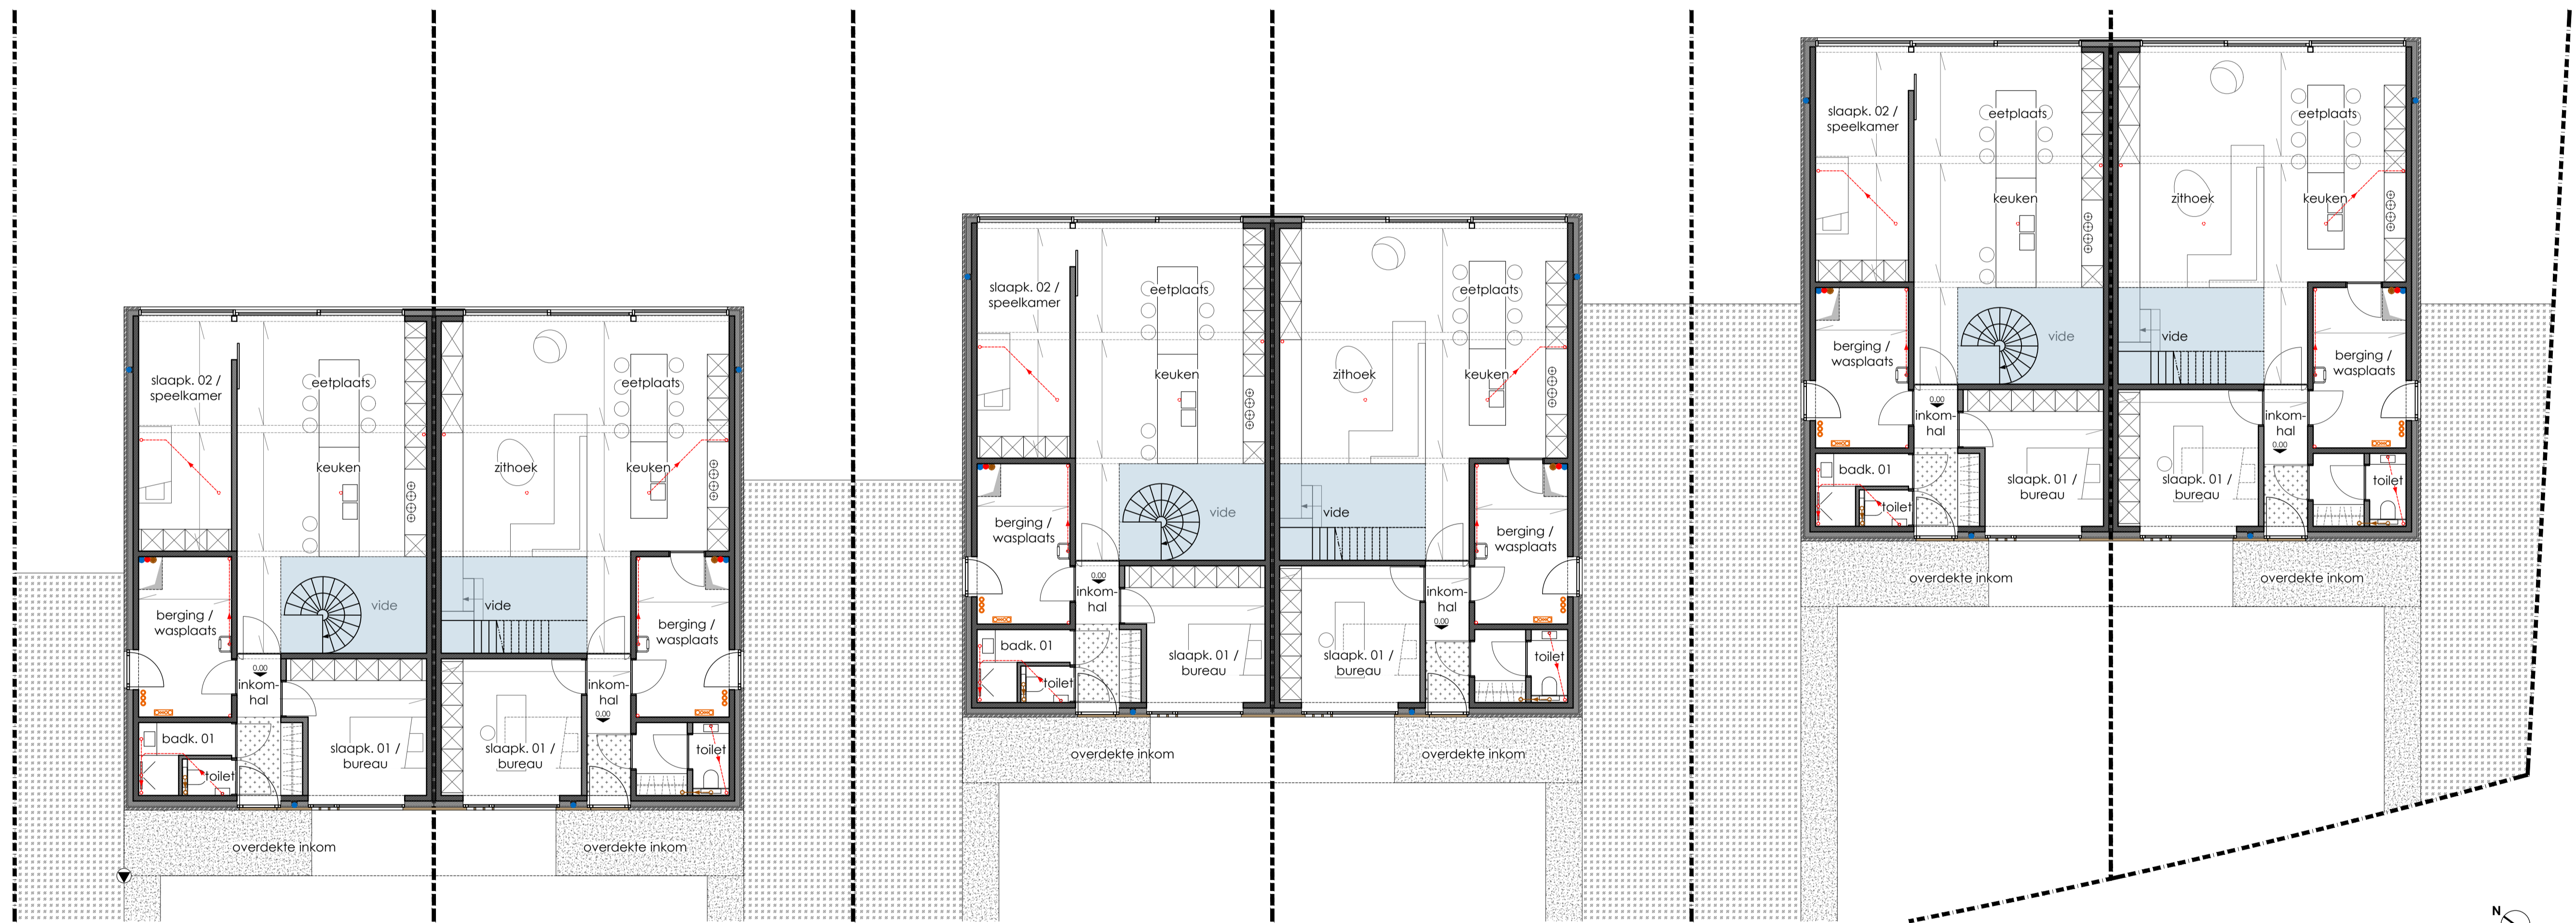 slaapk. 02 /
speelkamer
eetplaats
keuken
zithoek
eetplaats
keuken
berging /
wasplaats
vide
vide
berging /
wasplaats
0.00
inkom-
hal
inkom-
hal
0.00
badk. 01
toilet
slaapk. 01 /
bureau
slaapk. 01 /
bureau
toilet
overdekte inkom
overdekte inkom
slaapk. 02 /
speelkamer
eetplaats
keuken
zithoek
eetplaats
keuken
berging /
wasplaats
vide
vide
berging /
wasplaats
0.00
inkom-
hal
inkom-
hal
0.00
badk. 01
toilet
slaapk. 01 /
bureau
slaapk. 01 /
bureau
toilet
overdekte inkom
overdekte inkom
slaapk. 02 /
speelkamer
eetplaats
keuken
zithoek
eetplaats
keuken
berging /
wasplaats
vide
vide
berging /
wasplaats
0.00
inkom-
hal
inkom-
hal
0.00
badk. 01
toilet
slaapk. 01 /
bureau
slaapk. 01 /
bureau
toilet
overdekte inkom
overdekte inkom
N